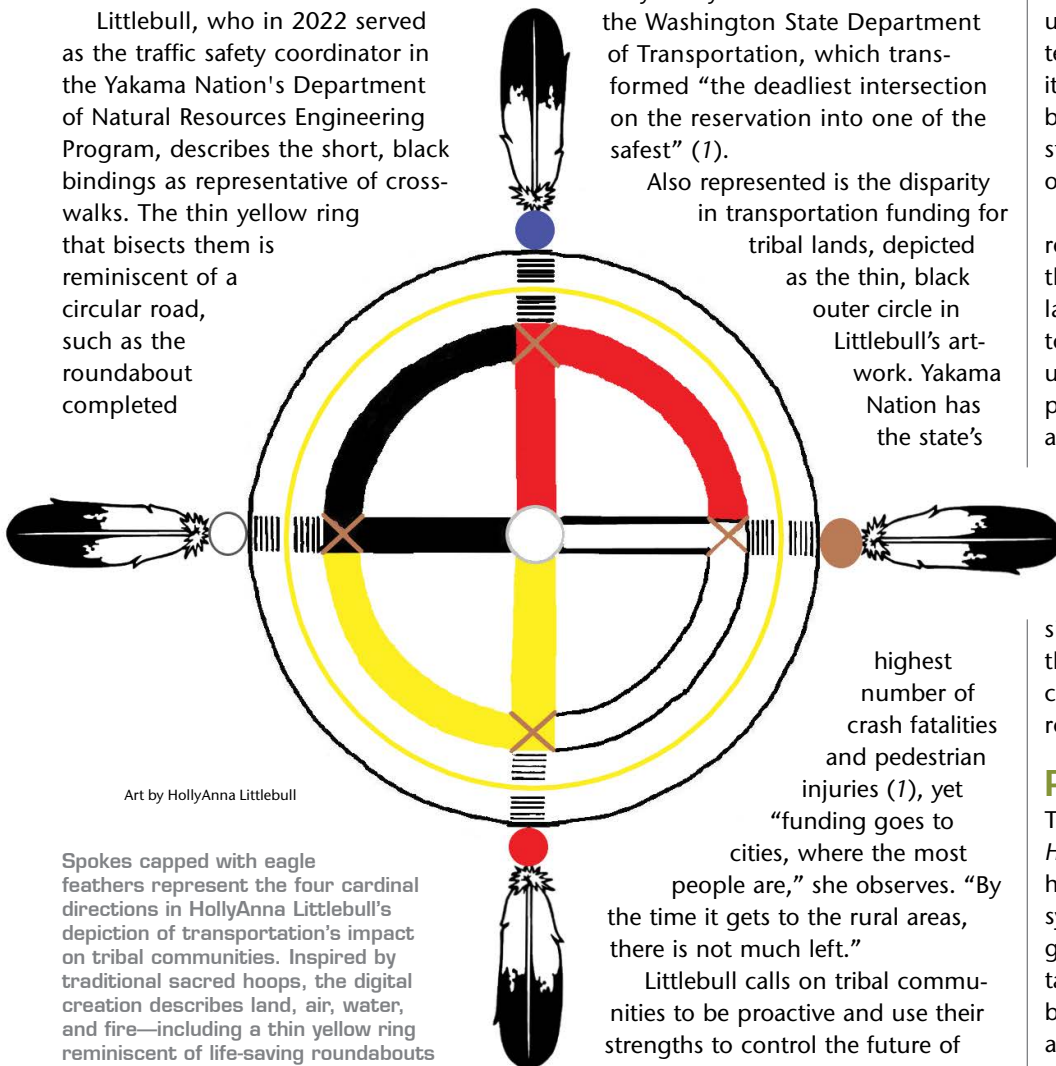 Littlebull, who in 2022 served
as the traffic safety coordinator in
the Yakama Nation's Department
of Natural Resources Engineering
Program, describes the short, black
bindings as representative of cross-
walks. The thin yellow ring
that bisects them is
reminiscent of a
circular road,
such as the
roundabout
completed
Art by HollyAnna Littlebull
Spokes capped with eagle
feathers represent the four cardinal
directions in HollyAnna Littlebull’s
depiction of transportation’s impact
on tribal communities. Inspired by
traditional sacred hoops, the digital
creation describes land, air, water,
and fire—including a thin yellow ring
reminiscent of life-saving roundabouts
the Washington State Department
of Transportation, which trans-
formed “the deadliest intersection
on the reservation into one of the
safest” (1).
Also represented is the disparity
in transportation funding for
tribal lands, depicted
as the thin, black
outer circle in
Littlebull’s art-
work. Yakama
Nation has
the state’s
highest
number of
crash fatalities
and pedestrian
injuries (1), yet
“funding goes to
cities, where the most
people are,” she observes. “By
the time it gets to the rural areas,
there is not much left.”
Littlebull calls on tribal commu-
nities to be proactive and use their
strengths to control the future of